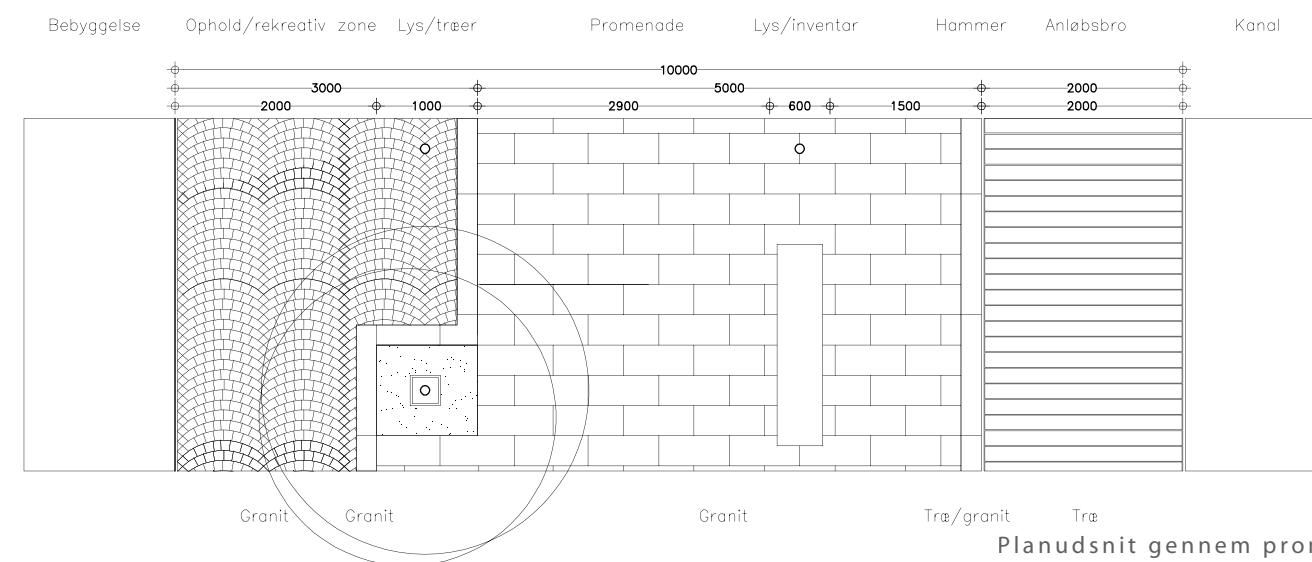 Bebyggelse Ophold/rekreativ zone Lys/træer Promenade Lys/inventar Hammer Anløbsbro Kanal
10000
3000 5000 2000
2000 1000 2900 600 1500 2000
Granit Granit Granit Træ/granit Træ
Planudsnit gennem pro